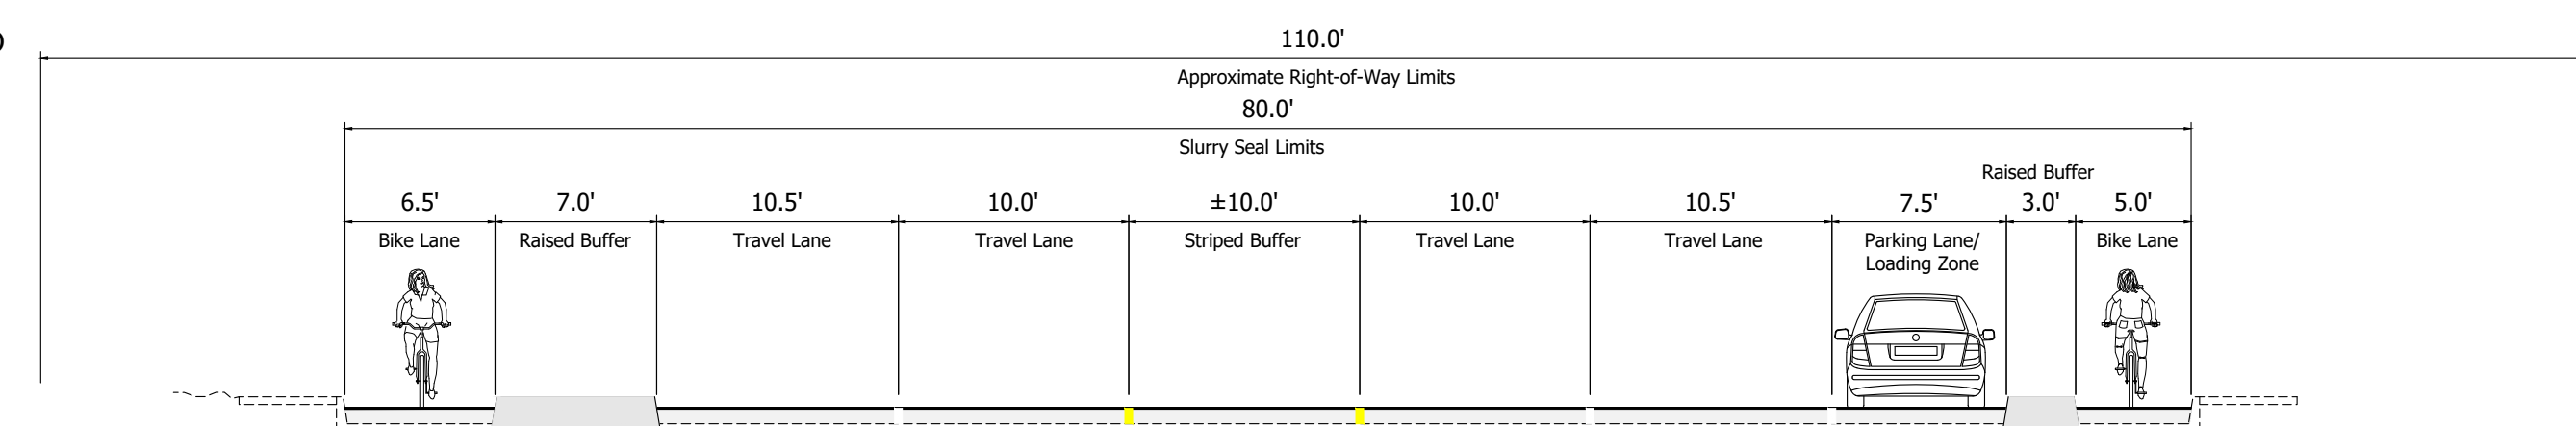 110.0'
Approximate Right-of-Way Limits
80.0'
Slurry Seal Limits
Raised Buffer
6.5' 7.0' 10.5' 10.0' ±10.0' 10.0' 10.5' 7.5' 3.0' 5.0'
Bike Lane Raised Buffer Travel Lane Travel Lane Striped Buffer Travel Lane Travel Lane Parking Lane/ Bike Lane
Loading Zone